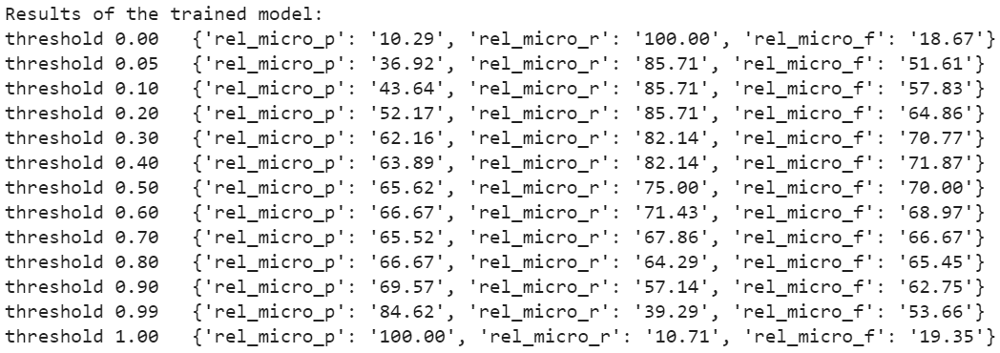 Results of the trained model:
threshold 0.00   {'rel_micro_p': '10.29', 'rel_micro_r': '100.00', 'rel_micro_f': '18.67'}
threshold 0.05   {'rel_micro_p': '36.92', 'rel_micro_r': '85.71', 'rel_micro_f': '51.61'}
threshold 0.10   {'rel_micro_p': '43.64', 'rel_micro_r': '85.71', 'rel_micro_f': '57.83'}
threshold 0.20   {'rel_micro_p': '52.17', 'rel_micro_r': '85.71', 'rel_micro_f': '64.86'}
threshold 0.30   {'rel_micro_p': '62.16', 'rel_micro_r': '82.14', 'rel_micro_f': '70.77'}
threshold 0.40   {'rel_micro_p': '63.89', 'rel_micro_r': '82.14', 'rel_micro_f': '71.87'}
threshold 0.50   {'rel_micro_p': '65.62', 'rel_micro_r': '75.00', 'rel_micro_f': '70.00'}
threshold 0.60   {'rel_micro_p': '66.67', 'rel_micro_r': '71.43', 'rel_micro_f': '68.97'}
threshold 0.70   {'rel_micro_p': '65.52', 'rel_micro_r': '67.86', 'rel_micro_f': '66.67'}
threshold 0.80   {'rel_micro_p': '66.67', 'rel_micro_r': '64.29', 'rel_micro_f': '65.45'}
threshold 0.90   {'rel_micro_p': '69.57', 'rel_micro_r': '57.14', 'rel_micro_f': '62.75'}
threshold 0.99   {'rel_micro_p': '84.62', 'rel_micro_r': '39.29', 'rel_micro_f': '53.66'}
threshold 1.00   {'rel_micro_p': '100.00', 'rel_micro_r': '10.71', 'rel_micro_f': '19.35'}